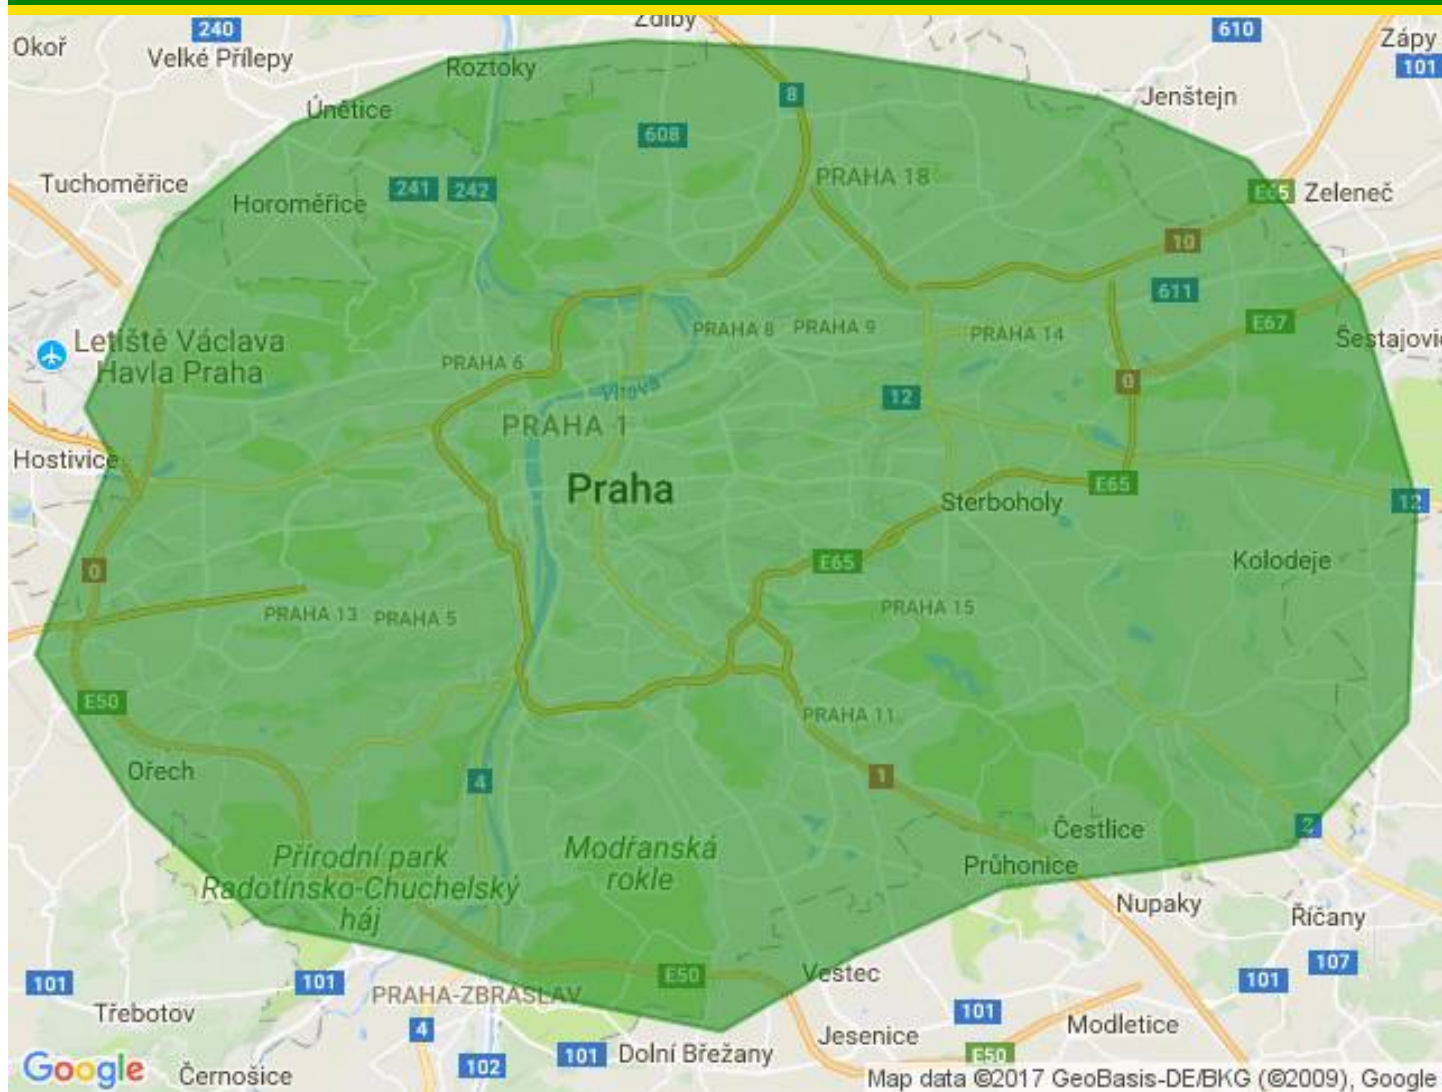 Zdiby
240
610
Okoř
Velké Přílepy
Zápy
101
Roztoky
8
Jenštejn
Únětice
608
PRAHA 18
Tuchoměřice
241
242
E65
Zeleneč
Horoměřice
10
611
E67
Letiště Václava
Havla Praha
PRAHA 8
PRAHA 9
PRAHA 14
Šestajovi
PRAHA 6
Vltava
0
12
PRAHA 1
Hostivice
Praha
E65
Sterboholy
12
E65
Kolodeje
0
PRAHA 13
PRAHA 5
PRAHA 15
E50
PRAHA 11
Ořech
4
1
Čestlice
2
Přírodní park
Radotínsko-Chuchelský
háj
Modřanská
rokle
Průhonice
Nupaky
Říčany
101
101
E50
Vestec
107
101
PRAHA-ZBRASLAV
Třebotov
4
101
Modletice
Jesenice
Google
Černošice
102
101
Dolní Břežany
E50
Map data ©2017 GeoBasis-DE/BKG (©2009), Google